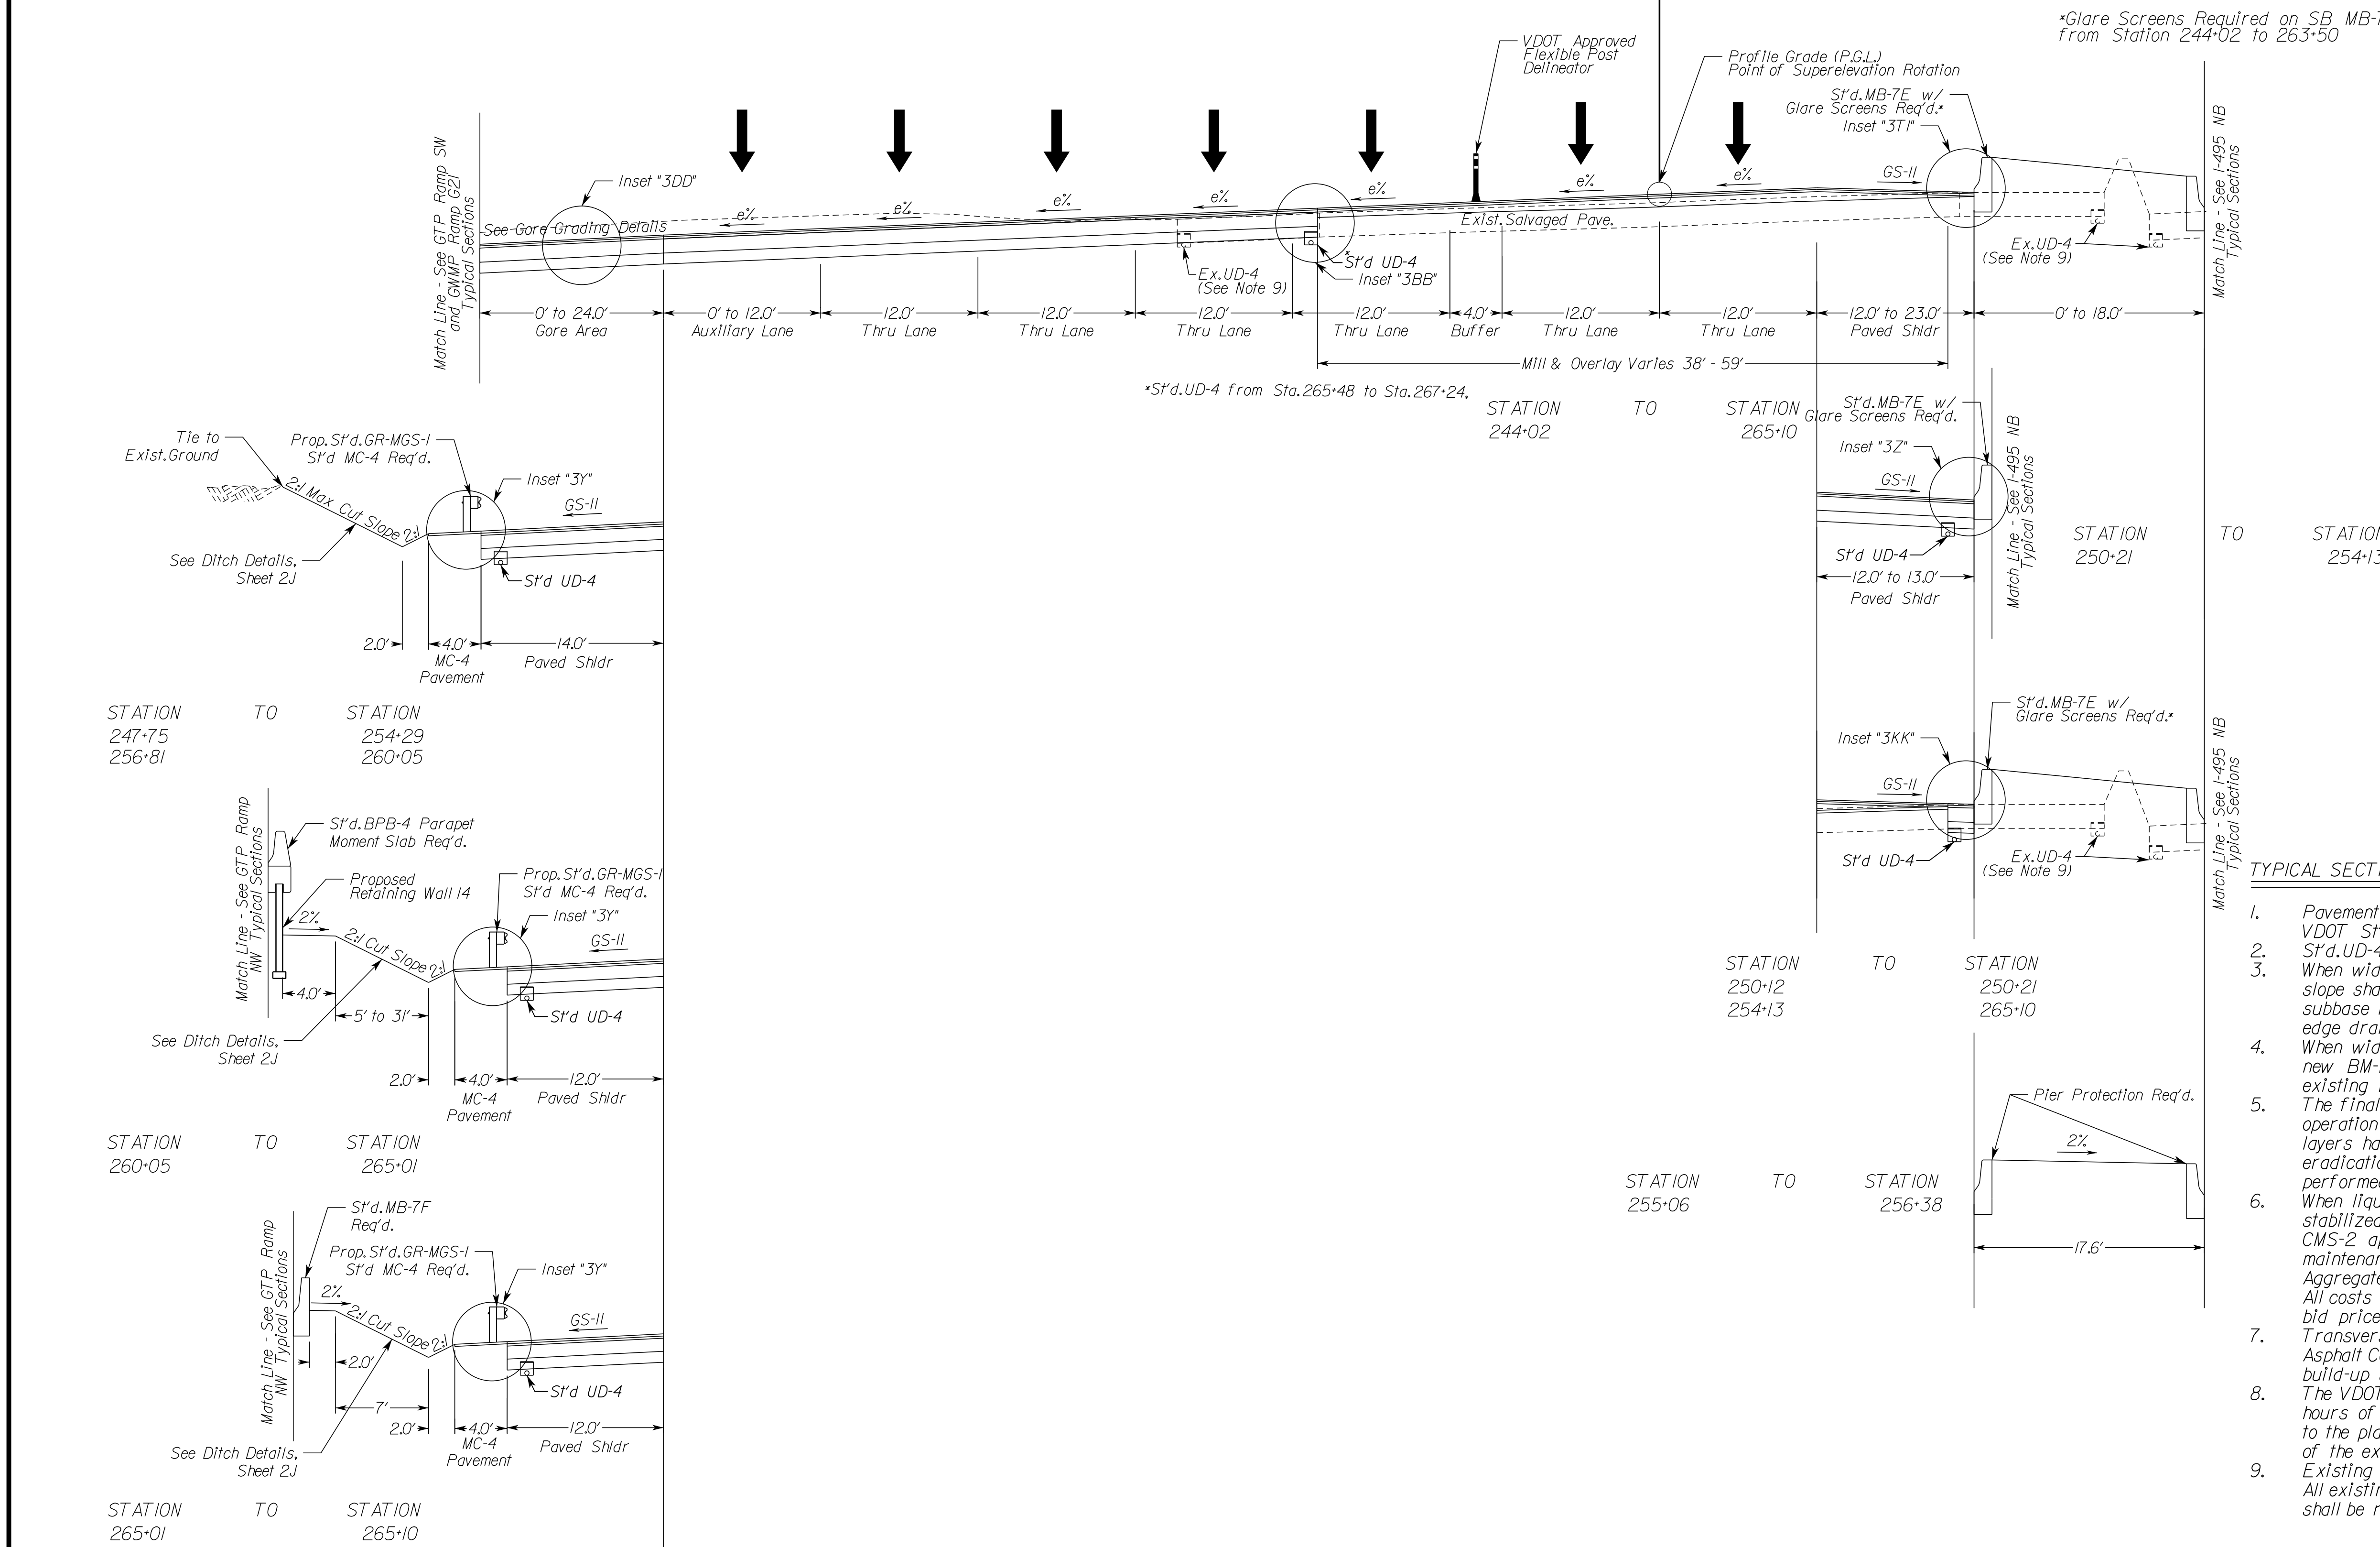 *Glare Screens Required on SB MB-7
from Station 244+02 to 263+50
VDOT Approved
Flexible Post
Delineator
Profile Grade (P.G.L.)
Point of Superelevation Rotation
St'd.MB-7E w/
Glare Screens Req'd.*
Inset "3T1"
GS-11
Match Line - See GTP Ramp SW
and GWMP Ramp G21
Typical Sections
Inset "3DD"
See Gore Grading Details
e%
e%
e%
e%
e%
e%
e%
Exist.Salvaged Pave.
Ex.UD-4
(See Note 9)
*
St'd UD-4
Inset "3BB"
Ex.UD-4
(See Note 9)
Match Line - See I-495 NB
Typical Sections
0' to 24.0'
Gore Area
0' to 12.0'
Auxiliary Lane
12.0'
Thru Lane
12.0'
Thru Lane
12.0'
Thru Lane
12.0'
Thru Lane
4.0'
Buffer
12.0'
Thru Lane
12.0'
Thru Lane
12.0' to 23.0'
Paved Shldr
0' to 18.0'
Mill & Overlay Varies 38' - 59'
*St'd.UD-4 from Sta.265+48 to Sta.267+24,
STATION TO STATION
244+02 265+10
Tie to
Exist.Ground
Prop.St'd.GR-MGS-1
St'd MC-4 Req'd.
Inset "3Y"
GS-11
2:1 Max Cut Slope
2:1
See Ditch Details,
Sheet 2J
St'd UD-4
2.0'
4.0'
MC-4
Pavement
14.0'
Paved Shldr
STATION TO STATION
247+75 254+29
256+81 260+05
St'd.MB-7E w/
Glare Screens Req'd.
Inset "3Z"
GS-11
St'd UD-4
12.0' to 13.0'
Paved Shldr
Match Line - See I-495 NB
Typical Sections
STATION TO STATION
250+21 254+13
St'd.MB-7E w/
Glare Screens Req'd.*
Inset "3KK"
GS-11
St'd UD-4
Ex.UD-4
(See Note 9)
Match Line - See I-495 NB
Typical Sections
STATION TO STATION
250+12 250+21
254+13 265+10
Match Line - See GTP Ramp
NW Typical Sections
St'd.BPB-4 Parapet
Moment Slab Req'd.
Proposed
Retaining Wall 14
2%
2:1 Cut Slope
2:1
Prop.St'd.GR-MGS-1
St'd MC-4 Req'd.
Inset "3Y"
GS-11
4.0'
5' to 31'
See Ditch Details,
Sheet 2J
St'd UD-4
2.0'
4.0'
MC-4
Pavement
12.0'
Paved Shldr
STATION TO STATION
260+05 265+01
Pier Protection Req'd.
2%
17.6'
STATION TO STATION
255+06 256+38
Match Line - See GTP Ramp
NW Typical Sections
St'd.MB-7F
Req'd.
Prop.St'd.GR-MGS-1
St'd MC-4 Req'd.
Inset "3Y"
2%
2:1 Cut Slope
2:1
GS-11
2.0'
7'
See Ditch Details,
Sheet 2J
St'd UD-4
2.0'
4.0'
MC-4
Pavement
12.0'
Paved Shldr
STATION TO STATION
265+01 265+10
TYPICAL SECT
1. Pavement
VDOT St
2. St'd.UD-4
3. When wid
slope sha
subbase
edge dra
4. When wid
new BM-
existing
5. The final
operation
layers ha
eradicati
performe
6. When liqu
stabilized
CMS-2 ap
maintenan
Aggregate
All costs
bid price
7. Transver
Asphalt C
build-up
8. The VDOT
hours of
to the pla
of the ex
9. Existing
All existin
shall be r